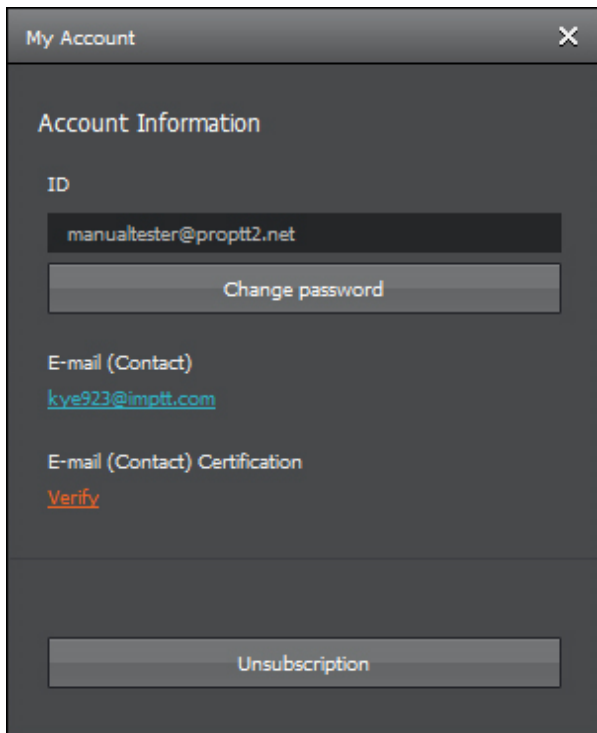 My Account
Account Information
ID
manualtester@proptt2.net
Change password
E-mail (Contact)
kye923@imptt.com
E-mail (Contact) Certification
Verify
Unsubscription